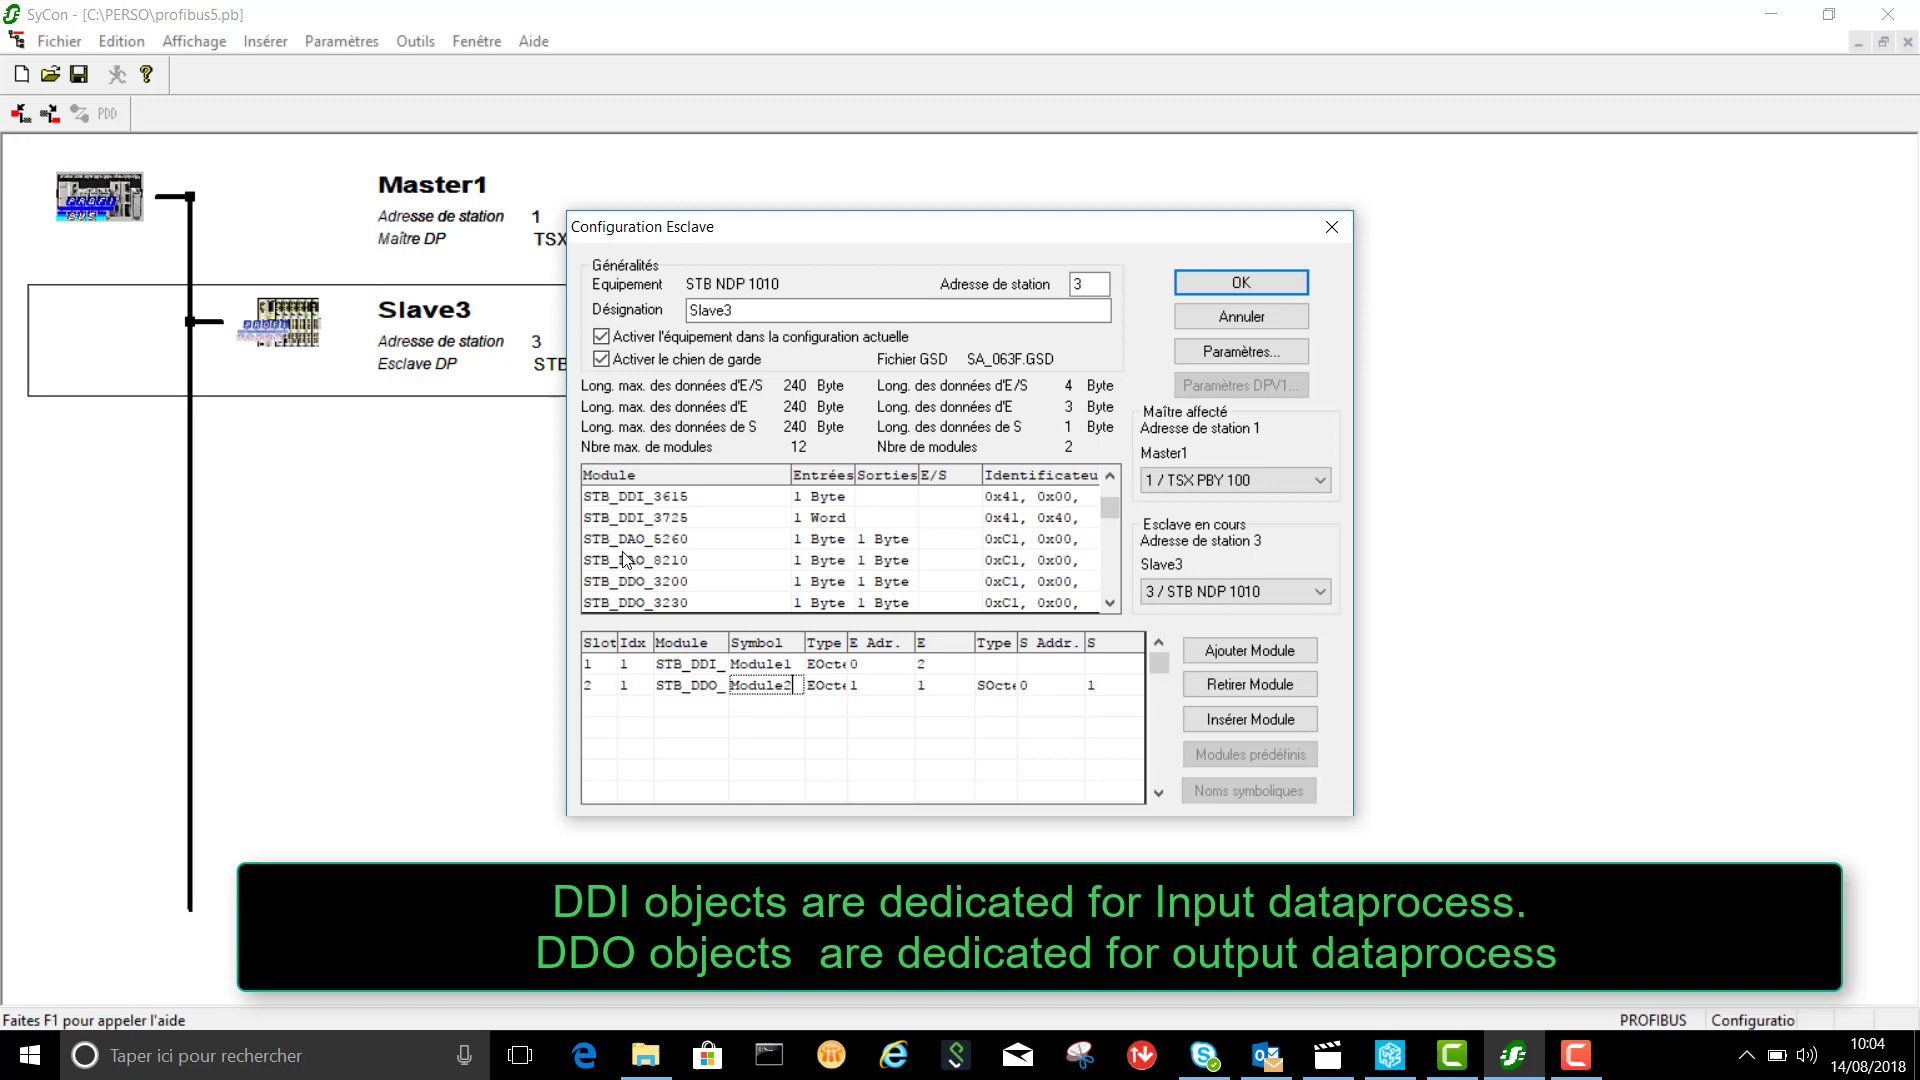 SyCon - [C:\PERSO\profibus5.pb]
Fichier Edition Affichage Insérer Paramètres Outils Fenêtre Aide
PDD
Master1
Adresse de station 1
Maître DP TSX
Slave3
Adresse de station 3
Esclave DP STB
Configuration Esclave
Généralités
Equipement STB NDP 1010 Adresse de station 3
Désignation Slave3
Activer l'équipement dans la configuration actuelle
Activer le chien de garde Fichier GSD SA_063F.GSD
Long. max. des données d'E/S 240 Byte Long. des données d'E/S 4 Byte
Long. max. des données d'E 240 Byte Long. des données d'E 3 Byte
Long. max. des données de S 240 Byte Long. des données de S 1 Byte
Nbre max. de modules 12 Nbre de modules 2
OK
Annuler
Paramètres...
Paramètres DPV1...
Maître affecté
Adresse de station 1
Master1
1 / TSX PBY 100
Esclave en cours
Adresse de station 3
Slave3
3 / STB NDP 1010
Module Entrées Sorties E/S Identificateu
STB_DDI_3615 1 Byte 0x41, 0x00,
STB_DDI_3725 1 Word 0x41, 0x40,
STB_DAO_5260 1 Byte 1 Byte 0xC1, 0x00,
STB_DAO_8210 1 Byte 1 Byte 0xC1, 0x00,
STB_DDO_3200 1 Byte 1 Byte 0xC1, 0x00,
STB_DDO_3230 1 Byte 1 Byte 0xC1, 0x00,
Slot Idx Module Symbol Type E Adr. E Type S Addr. S
1 1 STB_DDI_ Module1 EOcte 0 2
2 1 STB_DDO_ Module2 EOcte 1 1 SOcte 0 1
Ajouter Module
Retirer Module
Insérer Module
Modules prédéfinis
Noms symboliques
DDI objects are dedicated for Input dataprocess.
DDO objects are dedicated for output dataprocess
Faites F1 pour appeler l'aide PROFIBUS Configuratio
Taper ici pour rechercher
10:04
14/08/2018